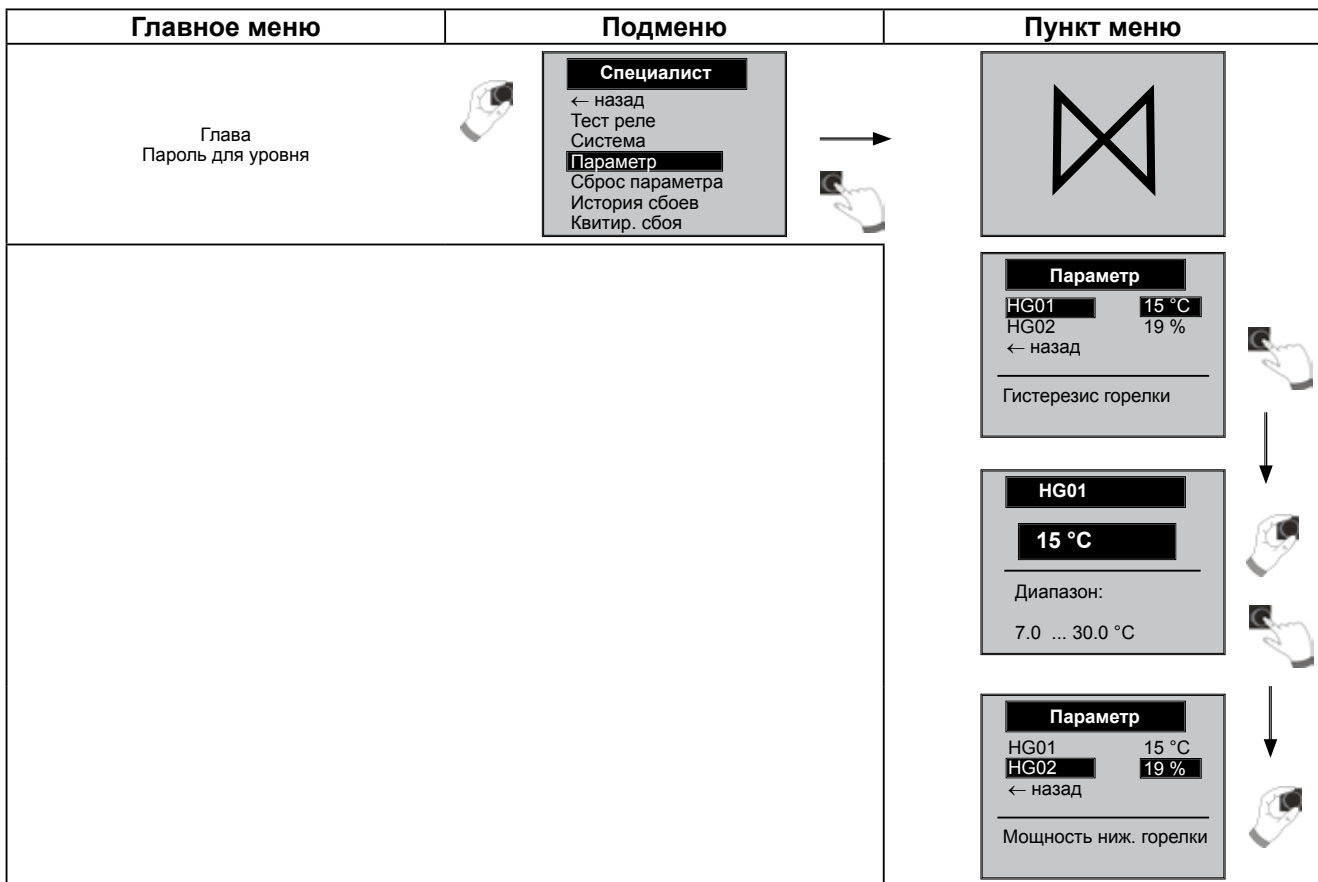 Главное меню
Подменю
Пункт меню
Глава
Пароль для уровня
Специалист
← назад
Тест реле
Система
Параметр
Сброс параметра
История сбоев
Квитир. сбоя
Параметр
HG01 15 °C
HG02 19 %
← назад
Гистерезис горелки
HG01
15 °C
Диапазон:
7.0 ... 30.0 °C
Параметр
HG01 15 °C
HG02 19 %
← назад
Мощность ниж. горелки